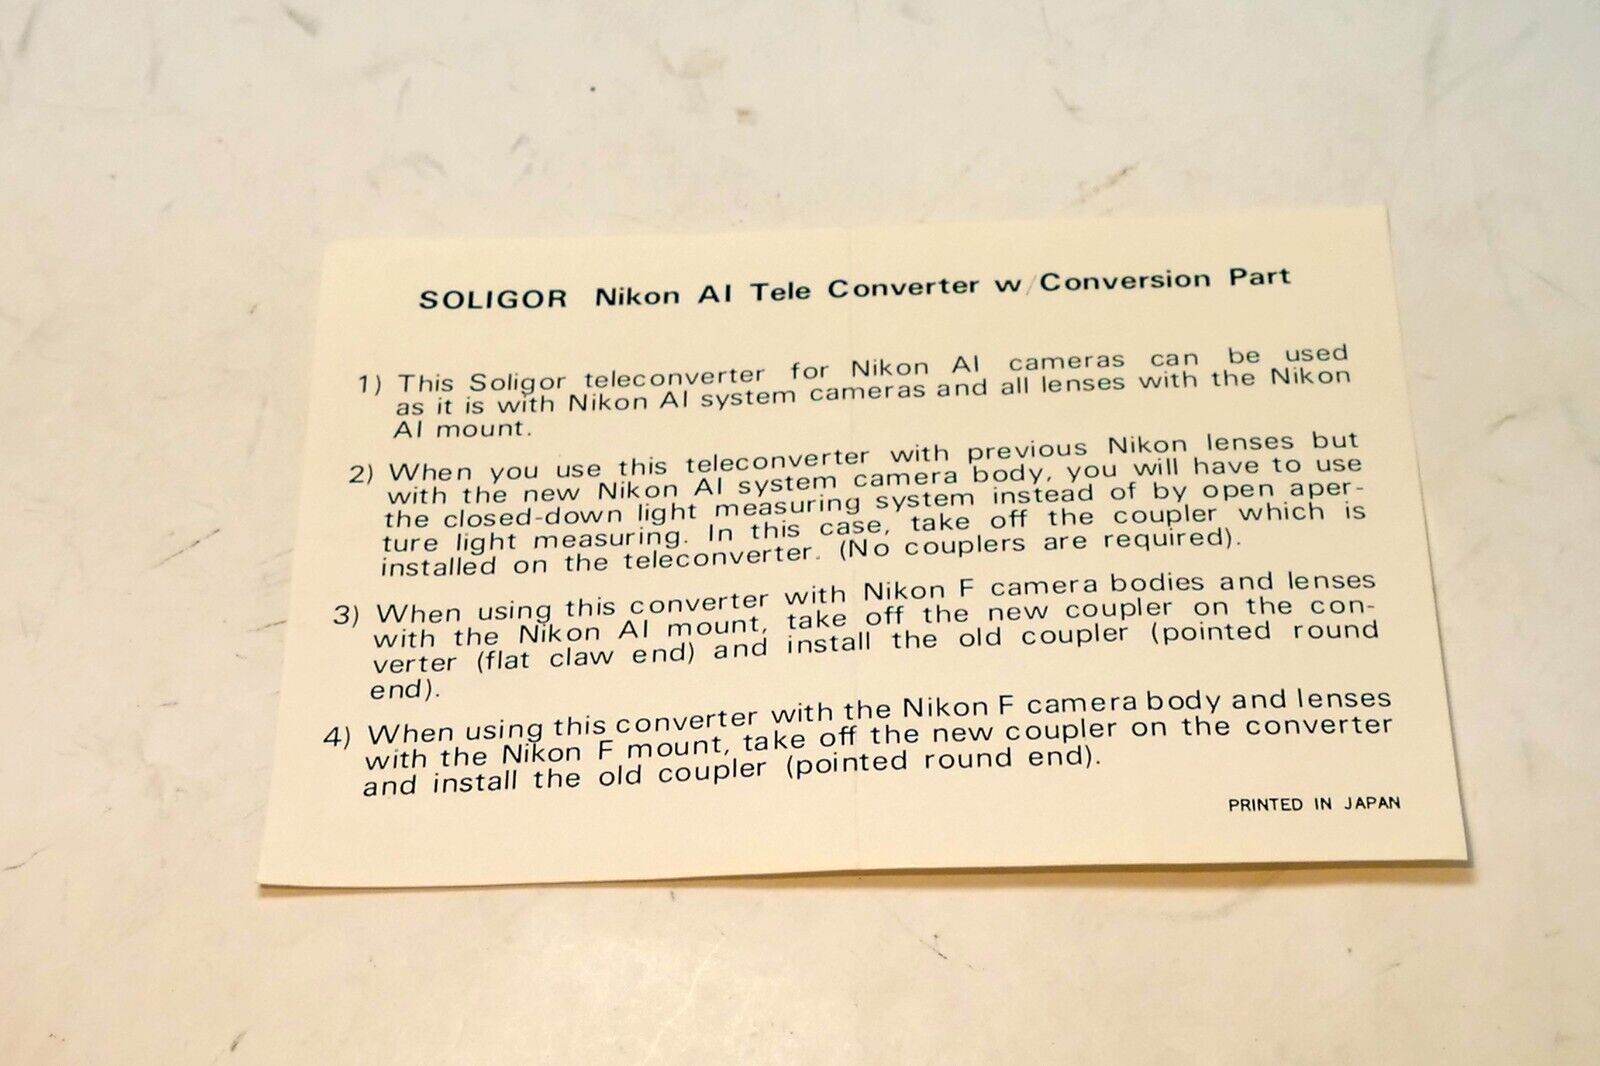 SOLIGOR Nikon AI Tele Converter w/Conversion Part
1) This Soligor teleconverter for Nikon AI cameras can be used
as it is with Nikon AI system cameras and all lenses with the Nikon
AI mount.
2) When you use this teleconverter with previous Nikon lenses but
with the new Nikon AI system camera body, you will have to use
the closed-down light measuring system instead of by open aper-
ture light measuring. In this case, take off the coupler which is
installed on the teleconverter. (No couplers are required).
3) When using this converter with Nikon F camera bodies and lenses
with the Nikon AI mount, take off the new coupler on the con-
verter (flat claw end) and install the old coupler (pointed round
end).
4) When using this converter with the Nikon F camera body and lenses
with the Nikon F mount, take off the new coupler on the converter
and install the old coupler (pointed round end).
PRINTED IN JAPAN